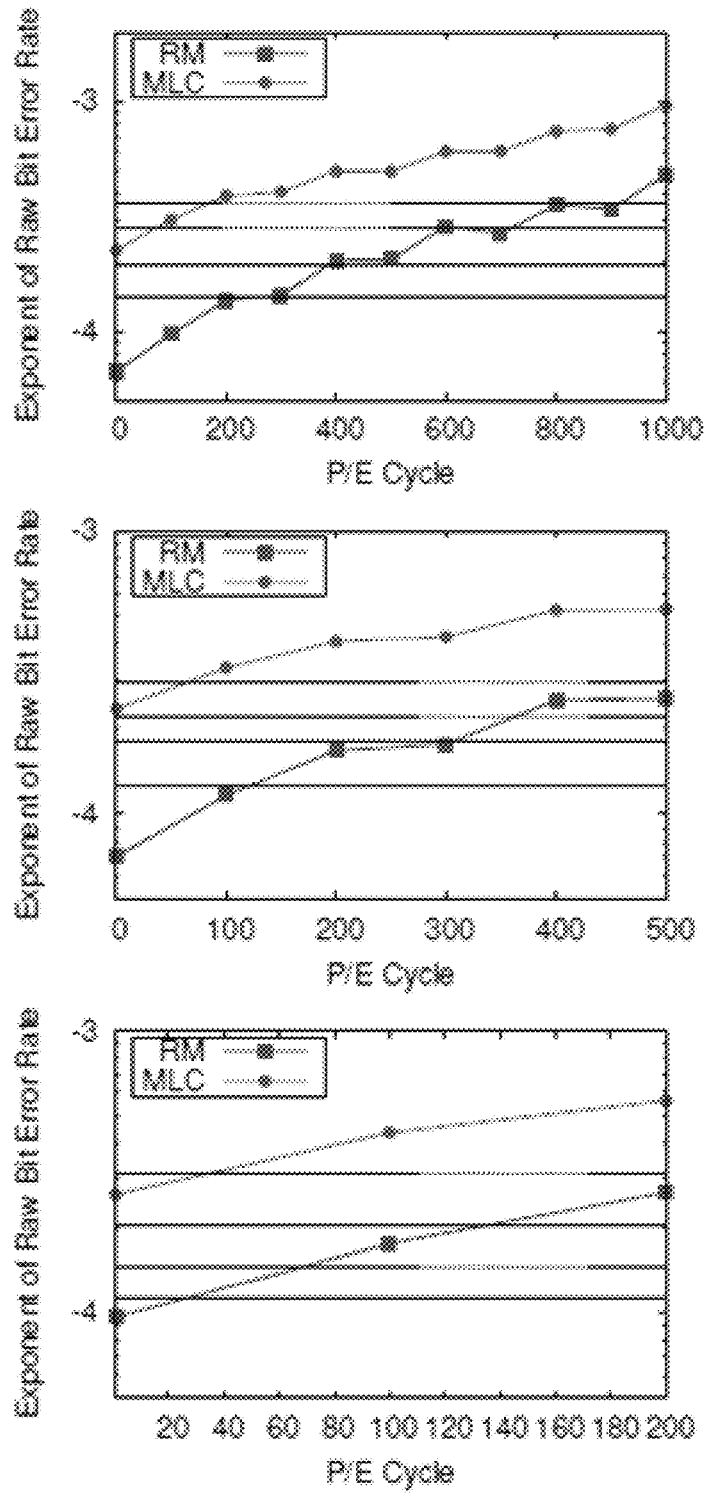 Exponent of Raw Bit Error Rate
RM
MLC
-3
-4
0 200 400 600 800 1000
P/E Cycle
Exponent of Raw Bit Error Rate
RM
MLC
-3
-4
0 100 200 300 400 500
P/E Cycle
Exponent of Raw Bit Error Rate
RM
MLC
-3
-4
20 40 60 80 100 120 140 160 180 200
P/E Cycle